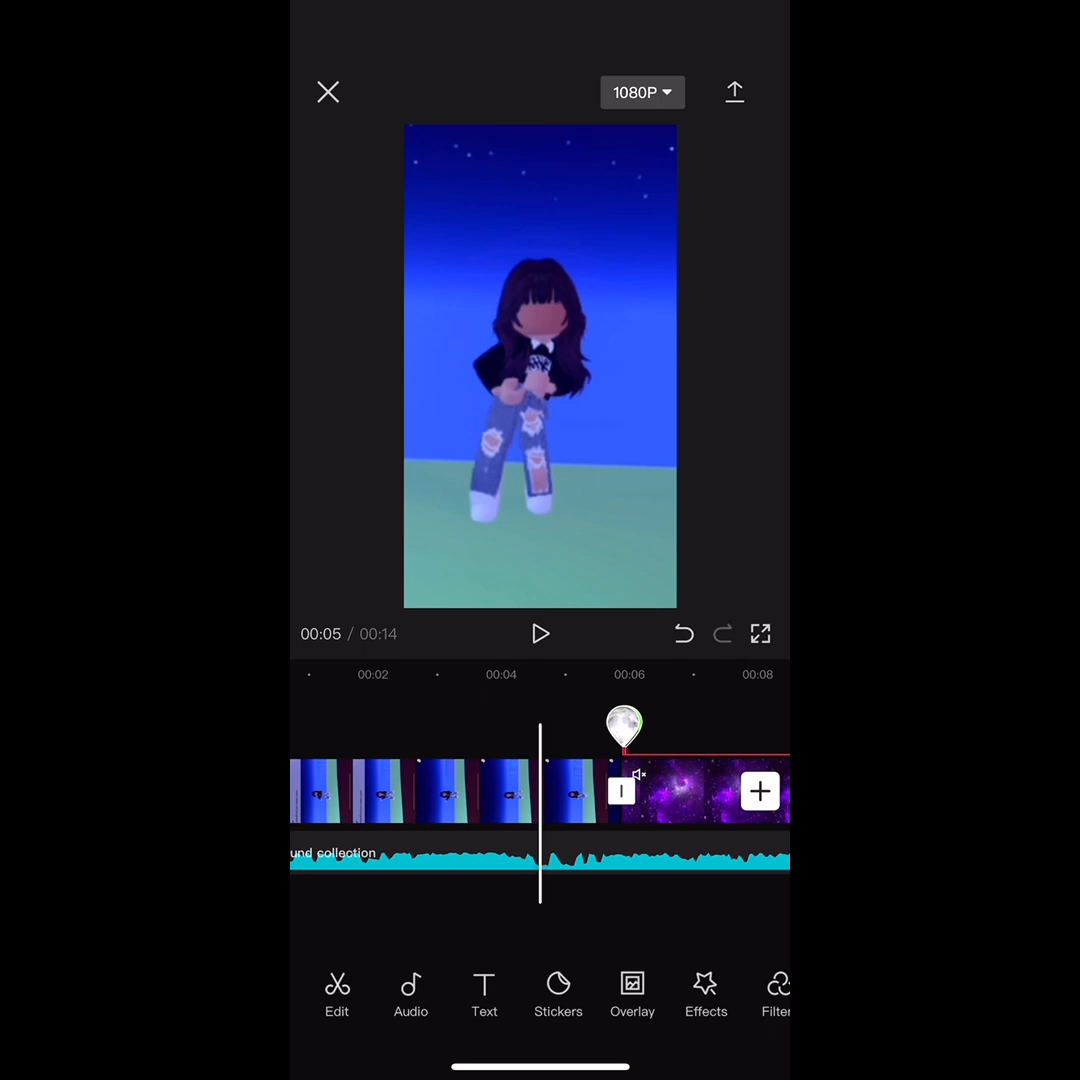 1080P
00:05 / 00:14
00:02 00:04 00:06 00:08
und collection
Edit Audio Text Stickers Overlay Effects Filter